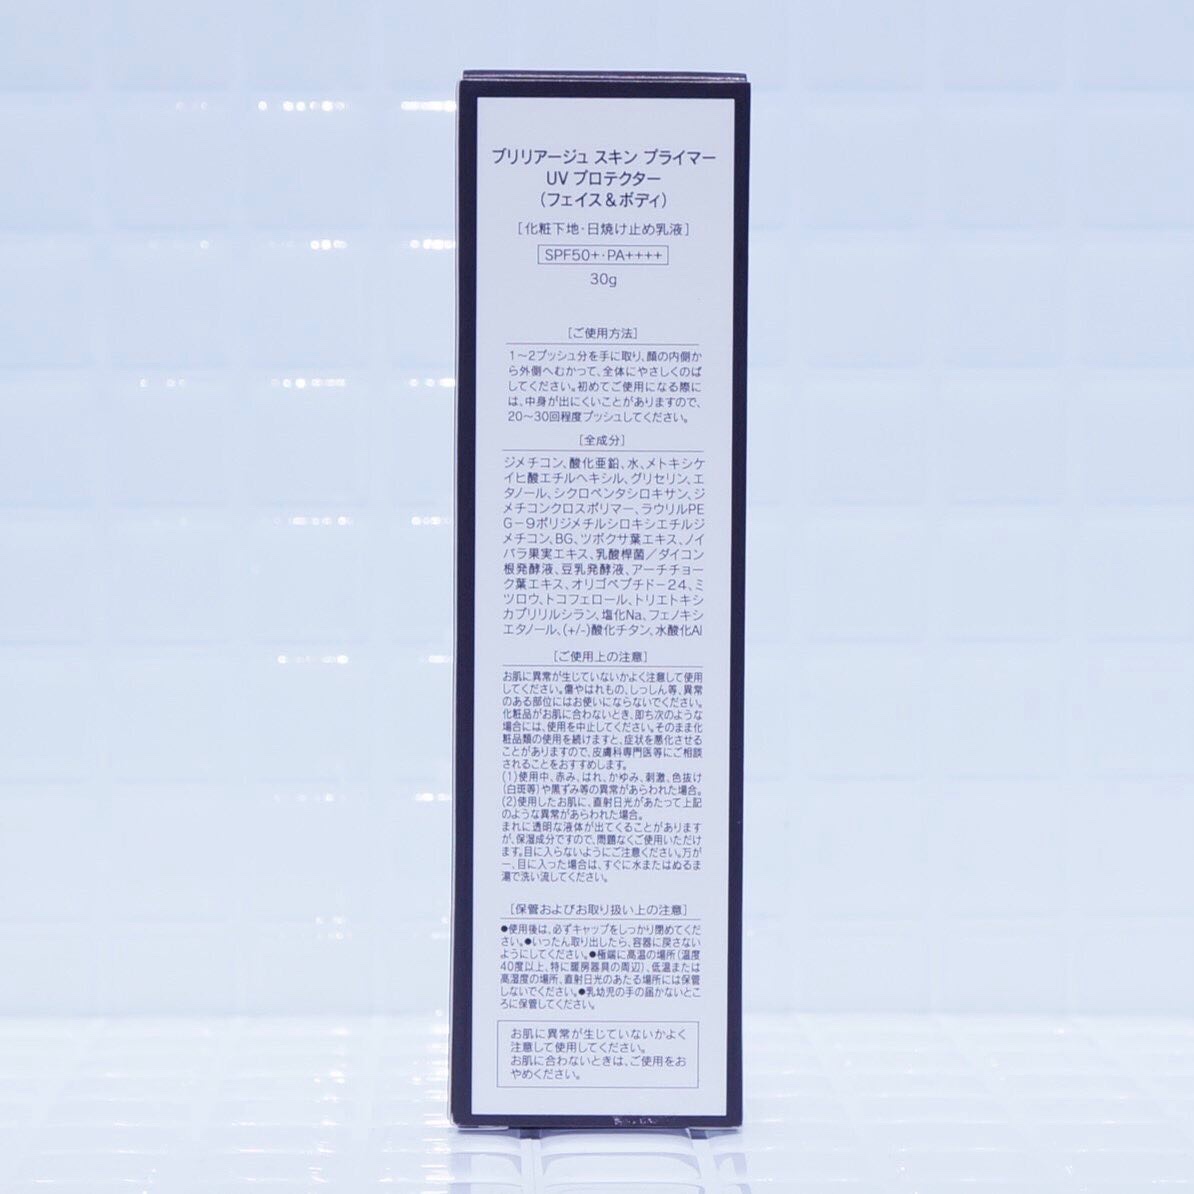 ブリリアージュ スキン プライマー
UV プロテクター
（フェイス＆ボディ）
［化粧下地・日焼け止め乳液］
SPF50+・PA++++
30g
［ご使用方法］
1〜2プッシュ分を手に取り、顔の内側か
ら外側へむかって、全体にやさしくのば
してください。初めてご使用になる際に
は、中身が出にくいことがありますので、
20〜30回程度プッシュしてください。
［全成分］
ジメチコン、酸化亜鉛、水、メトキシケ
イヒ酸エチルヘキシル、グリセリン、エ
タノール、シクロペンタシロキサン、ジ
メチコンクロスポリマー、ラウリルPE
G－9ポリジメチルシロキシエチルジ
メチコン、BG、ツボクサ葉エキス、ノイ
バラ果実エキス、乳酸桿菌／ダイコン
根発酵液、豆乳発酵液、アーチチョー
ク葉エキス、オリゴペプチド－24、ミ
ツロウ、トコフェロール、トリエトキシ
カプリリルシラン、塩化Na、フェノキシ
エタノール、(+/-)酸化チタン、水酸化Al
［ご使用上の注意］
お肌に異常が生じていないかよく注意して使用
してください。傷やはれもの、しっしん等、異常
のある部位にはお使いにならないでください。
化粧品がお肌に合わないとき、即ち次のような
場合には、使用を中止してください。そのまま化
粧品類の使用を続けますと、症状を悪化させる
ことがありますので、皮膚科専門医等にご相談
されることをおすすめします。
(1)使用中、赤み、はれ、かゆみ、刺激、色抜け
(白斑等)や黒ずみ等の異常があらわれた場合。
(2)使用したお肌に、直射日光があたって上記
のような異常があらわれた場合。
まれに透明な液体が出てくることがあります
が、保湿成分ですので、問題なくご使用いただけ
ます。目に入らないようにご注意ください。万が
一、目に入った場合は、すぐに水またはぬるま
湯で洗い流してください。
［保管およびお取り扱い上の注意］
●使用後は、必ずキャップをしっかり閉めてくだ
さい。●いったん取り出したら、容器に戻さない
ようにしてください。●極端に高温の場所（温度
40度以上、特に暖房器具の周辺）、低温または
高湿度の場所、直射日光のあたる場所には保管
しないでください。●乳幼児の手の届かないとこ
ろに保管してください。
お肌に異常が生じていないかよく
注意して使用してください。
お肌に合わないときは、ご使用をお
やめください。